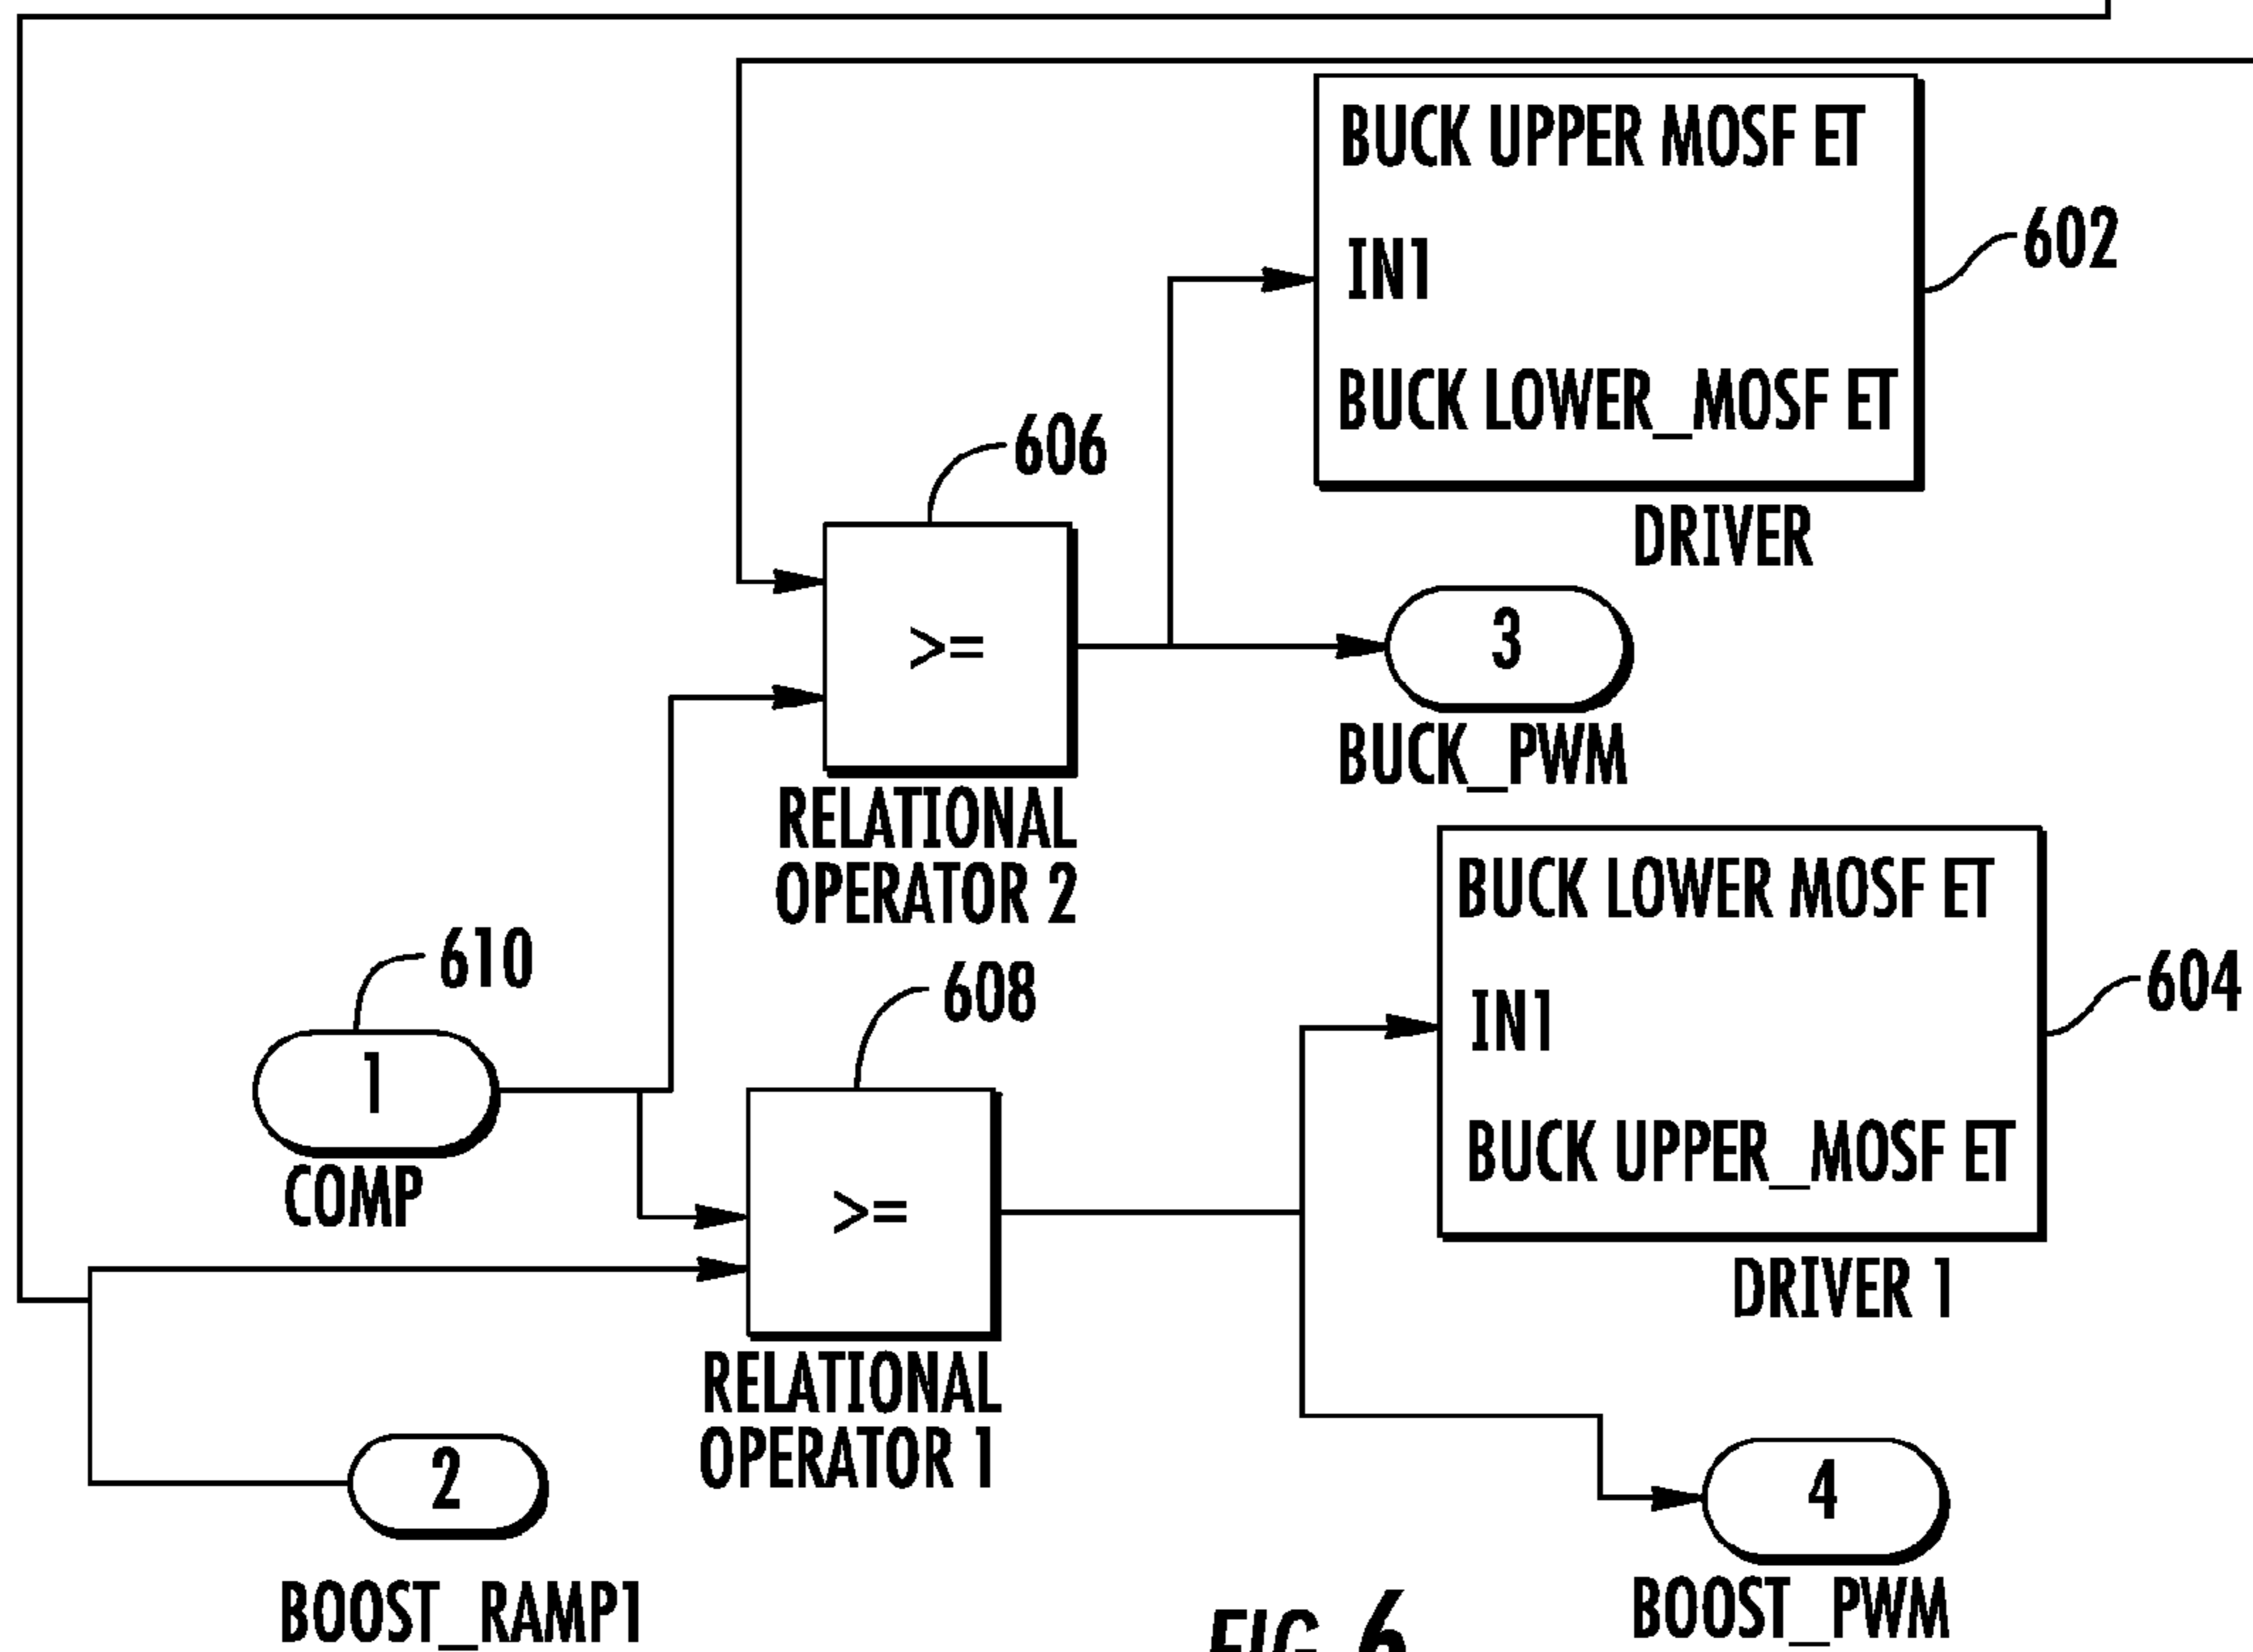 BUCK UPPER MOSF ET
IN1
BUCK LOWER_MOSF ET
602
DRIVER
606
>=
RELATIONAL
OPERATOR 2
3
BUCK_PWM
610
1
COMP
608
>=
RELATIONAL
OPERATOR 1
BUCK LOWER MOSF ET
IN1
BUCK UPPER_MOSF ET
604
DRIVER 1
2
BOOST_RAMP1
4
BOOST_PWM
FIG. 6